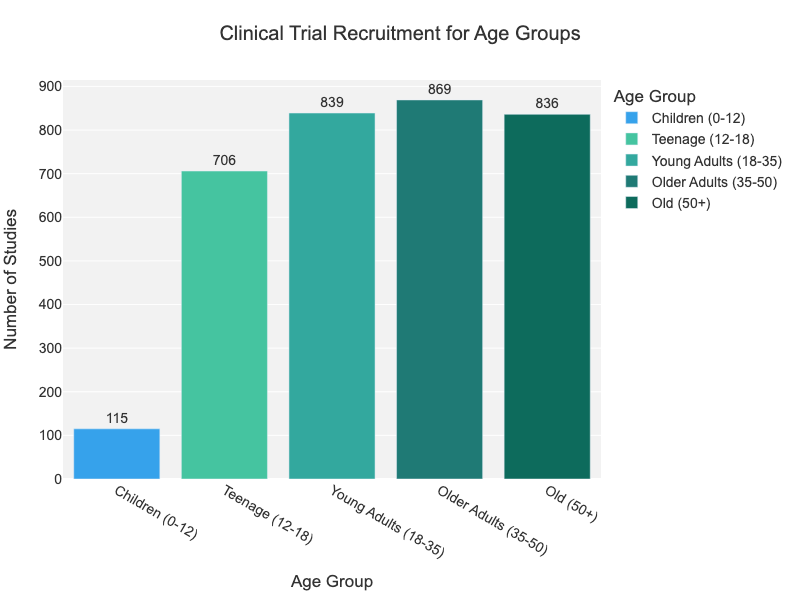 Clinical Trial Recruitment for Age Groups
Number of Studies
900
800
700
600
500
400
300
200
100
0
115
706
839
869
836
Children (0-12)
Teenage (12-18)
Young Adults (18-35)
Older Adults (35-50)
Old (50+)
Age Group
Age Group
Children (0-12)
Teenage (12-18)
Young Adults (18-35)
Older Adults (35-50)
Old (50+)